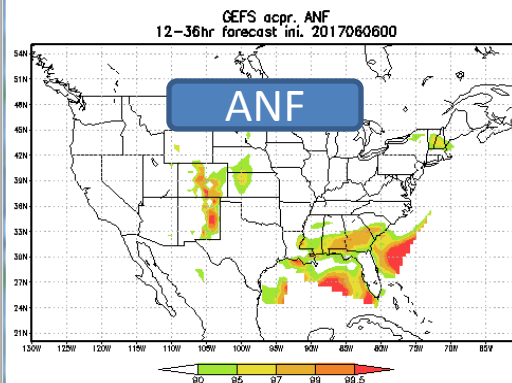 GEFS acpr. ANF
12-36hr forecast ini. 2017060600
ANF
54N
51N
48N
45N
42N
39N
36N
33N
30N
27N
24N
21N
130W 125W 120W 115W 110W 105W 100W 95W 90W 85W 80W 75W 70W 65W
90 95 97 99 99.5